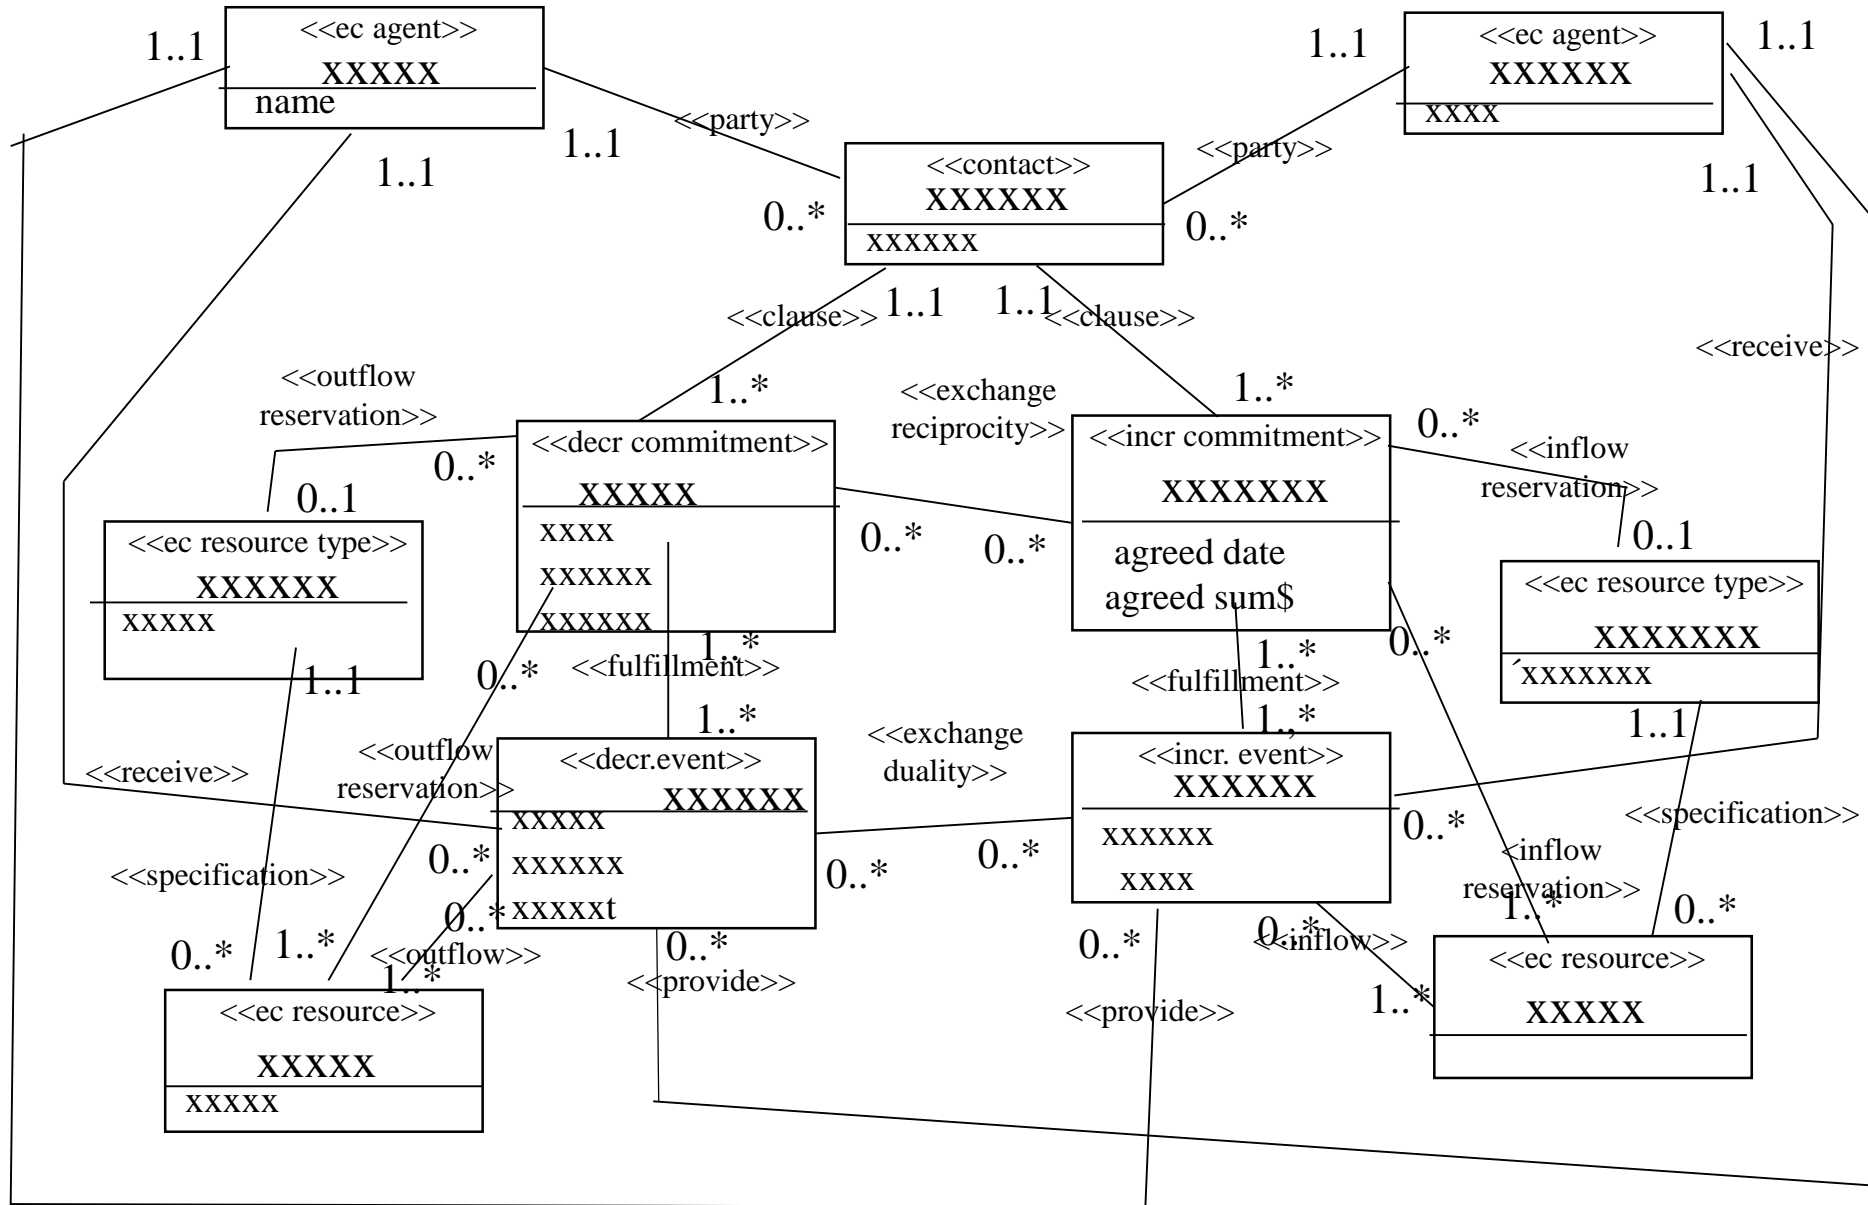 <<ec agent>>
1..1
xxxxx
name
1..1
1..1
<<party>>
<<ec agent>>
1..1
1..1
xxxxxx
xxxx
1..1
<<party>>
<<contact>>
xxxxxx
xxxxxx
0..*
0..*
1..1
1..1
<<clause>>
<<clause>>
<<receive>>
<<outflow
reservation>>
1..*
<<exchange
reciprocity>>
1..*
0..*
<<inflow
reservation>>
0..*
0..1
<<decr commitment>>
xxxxx
xxxx
xxxxxx
xxxxxx
0..*
0..*
<<incr commitment>>
xxxxxxx
agreed date
agreed sum$
0..1
<<ec resource type>>
xxxxxx
xxxxx
1..1
<<ec resource type>>
xxxxxxx
´xxxxxxx
1..1
0..*
1..*
<<fulfillment>>
1..*
1..*
<<fulfillment>>
1..*
,
0..*
<<receive>>
<<outflow
reservation>>
<<decr.event>>
xxxxxx
xxxxx
xxxxxx
xxxxxt
<<exchange
duality>>
<<incr. event>>
xxxxxx
xxxxxx
xxxx
<<specification>>
<<specification>>
0..*
0..*
0..*
0..*
<inflow
reservation>>
0..*
1..*
0..*
0..*
1..*
<<outflow>>
1..*
0..*
<<provide>>
0..*
<<provide>>
0..*
<<inflow>>
1..*
<<ec resource>>
xxxxx
xxxxx
<<ec resource>>
xxxxx